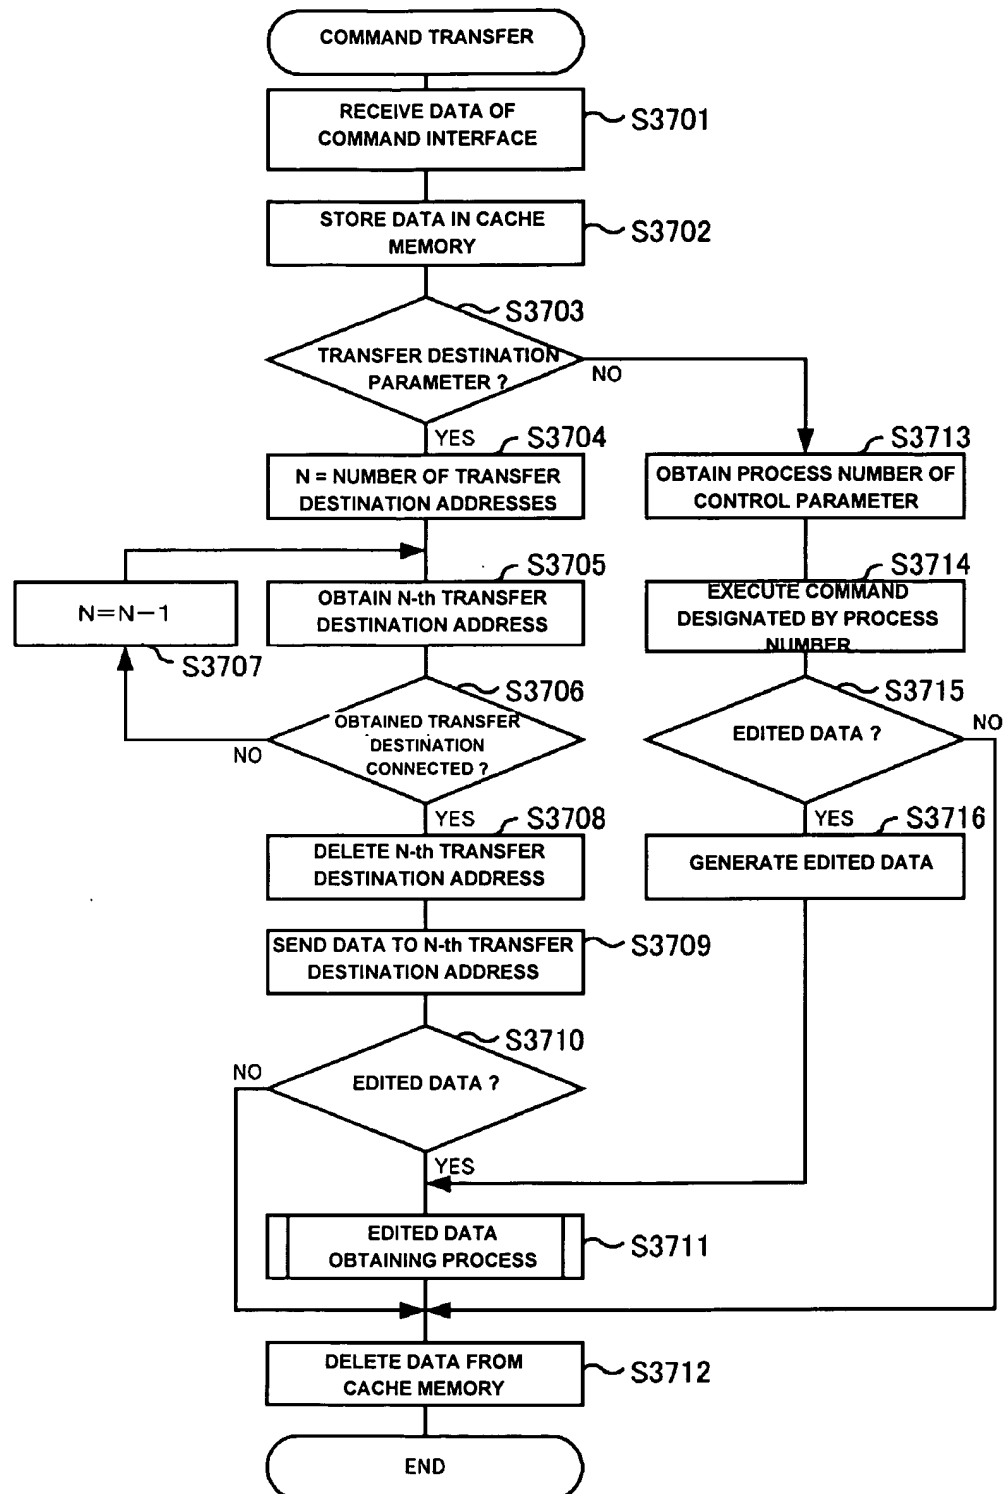 COMMAND TRANSFER
RECEIVE DATA OF
COMMAND INTERFACE
S3701
STORE DATA IN CACHE
MEMORY
S3702
S3703
TRANSFER DESTINATION
PARAMETER ?
NO
YES
S3704
N = NUMBER OF TRANSFER
DESTINATION ADDRESSES
S3713
OBTAIN PROCESS NUMBER OF
CONTROL PARAMETER
S3705
OBTAIN N-th TRANSFER
DESTINATION ADDRESS
N=N-1
S3707
S3714
EXECUTE COMMAND
DESIGNATED BY PROCESS
NUMBER
S3706
OBTAINED TRANSFER
DESTINATION
CONNECTED ?
NO
S3715
EDITED DATA ?
NO
YES
S3708
DELETE N-th TRANSFER
DESTINATION ADDRESS
YES
S3716
GENERATE EDITED DATA
SEND DATA TO N-th TRANSFER
DESTINATION ADDRESS
S3709
S3710
EDITED DATA ?
NO
YES
EDITED DATA
OBTAINING PROCESS
S3711
DELETE DATA FROM
CACHE MEMORY
S3712
END